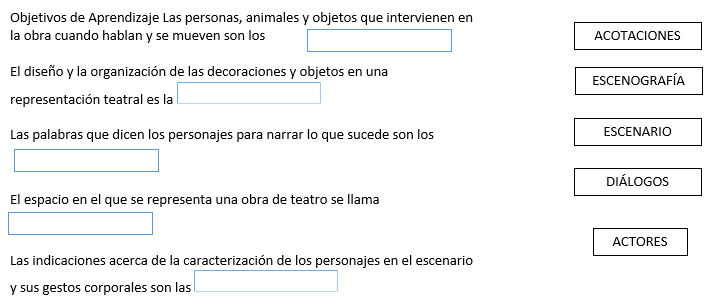 Objetivos de Aprendizaje Las personas, animales y objetos que intervienen en
la obra cuando hablan y se mueven son los
El diseño y la organización de las decoraciones y objetos en una
representación teatral es la
Las palabras que dicen los personajes para narrar lo que sucede son los
El espacio en el que se representa una obra de teatro se llama
Las indicaciones acerca de la caracterización de los personajes en el escenario
y sus gestos corporales son las
ACOTACIONES
ESCENOGRAFÍA
ESCENARIO
DIÁLOGOS
ACTORES